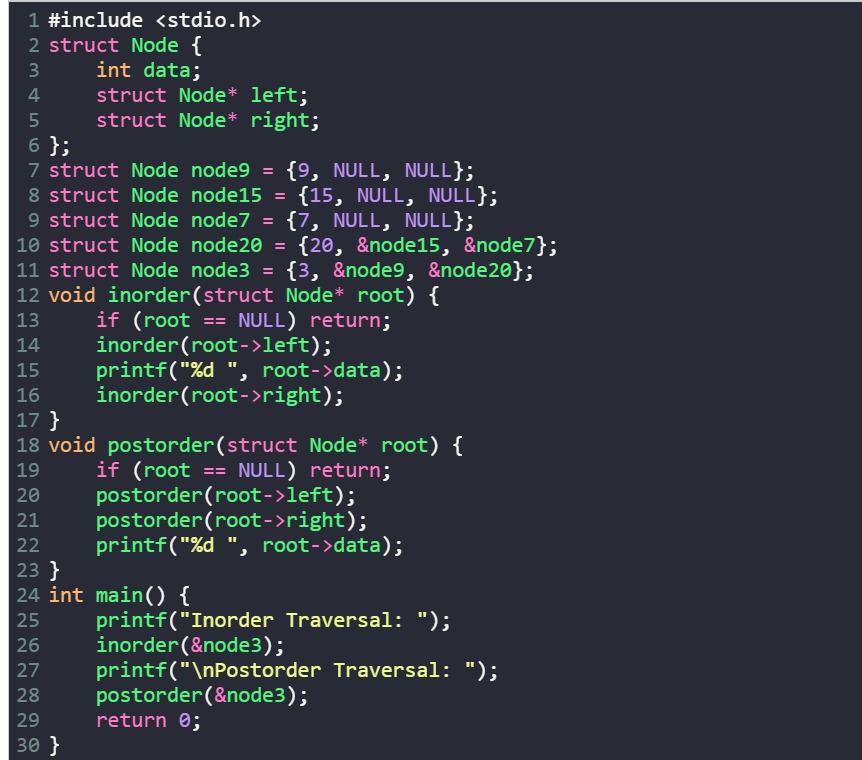 1 #include <stdio.h>
2 struct Node {
3     int data;
4     struct Node* left;
5     struct Node* right;
6 };
7 struct Node node9 = {9, NULL, NULL};
8 struct Node node15 = {15, NULL, NULL};
9 struct Node node7 = {7, NULL, NULL};
10 struct Node node20 = {20, &node15, &node7};
11 struct Node node3 = {3, &node9, &node20};
12 void inorder(struct Node* root) {
13     if (root == NULL) return;
14     inorder(root->left);
15     printf("%d ", root->data);
16     inorder(root->right);
17 }
18 void postorder(struct Node* root) {
19     if (root == NULL) return;
20     postorder(root->left);
21     postorder(root->right);
22     printf("%d ", root->data);
23 }
24 int main() {
25     printf("Inorder Traversal: ");
26     inorder(&node3);
27     printf("\nPostorder Traversal: ");
28     postorder(&node3);
29     return 0;
30 }